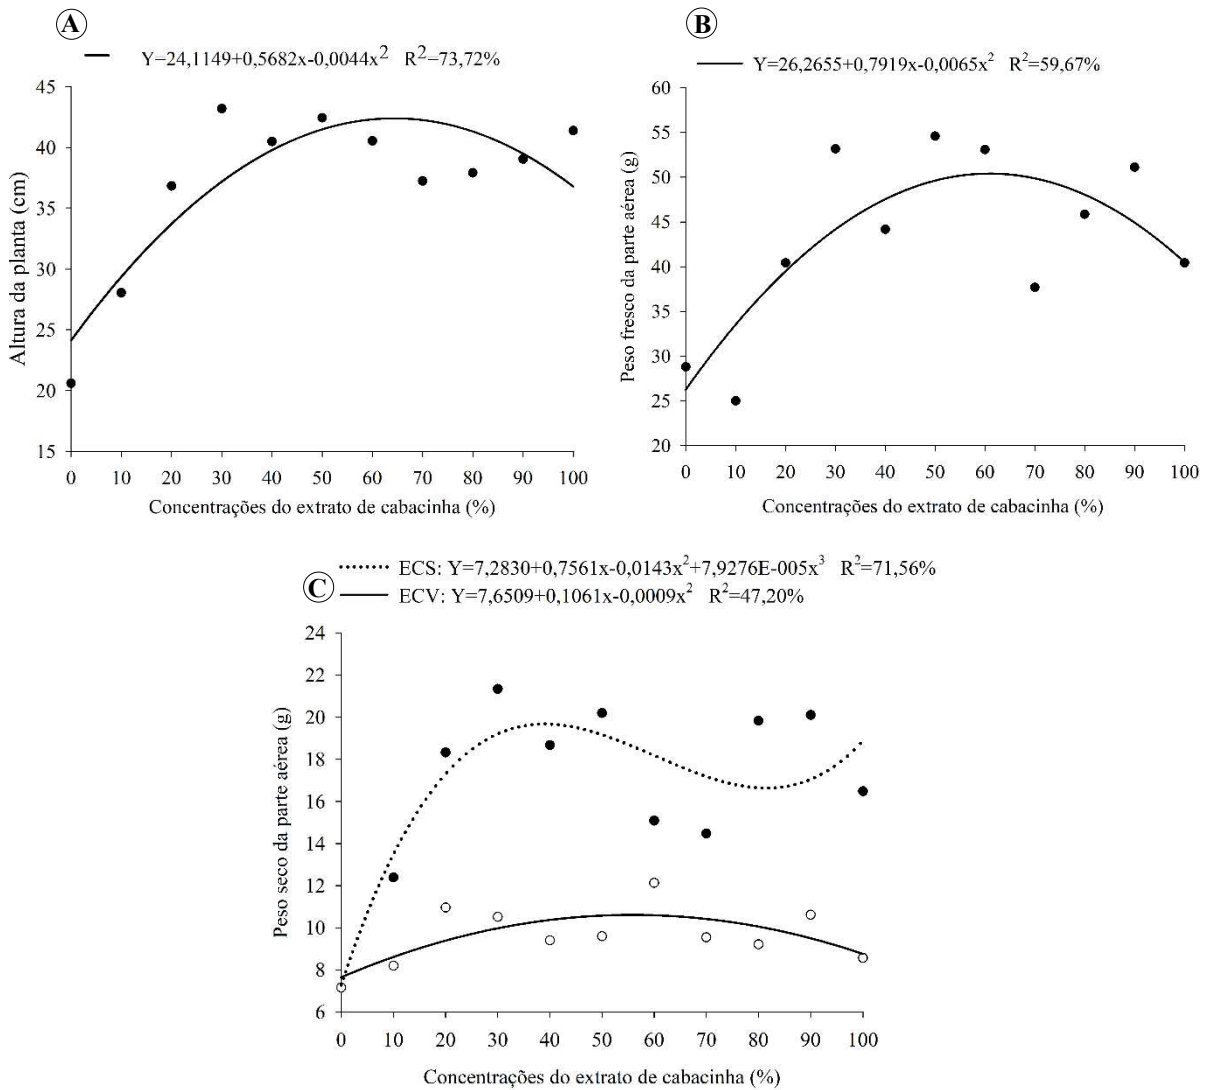 A
Y=24,1149+0,5682x-0,0044x² R²=73,72%
45
40
35
30
25
20
15
Altura da planta (cm)
0 10 20 30 40 50 60 70 80 90 100
Concentrações do extrato de cabacinha (%)
B
Y=26,2655+0,7919x-0,0065x² R²=59,67%
60
55
50
45
40
35
30
25
20
Peso fresco da parte aérea (g)
0 10 20 30 40 50 60 70 80 90 100
Concentrações do extrato de cabacinha (%)
C
ECS: Y=7,2830+0,7561x-0,0143x²+7,9276E-005x³ R²=71,56%
ECV: Y=7,6509+0,1061x-0,0009x² R²=47,20%
24
22
20
18
16
14
12
10
8
6
Peso seco da parte aérea (g)
0 10 20 30 40 50 60 70 80 90 100
Concentrações do extrato de cabacinha (%)